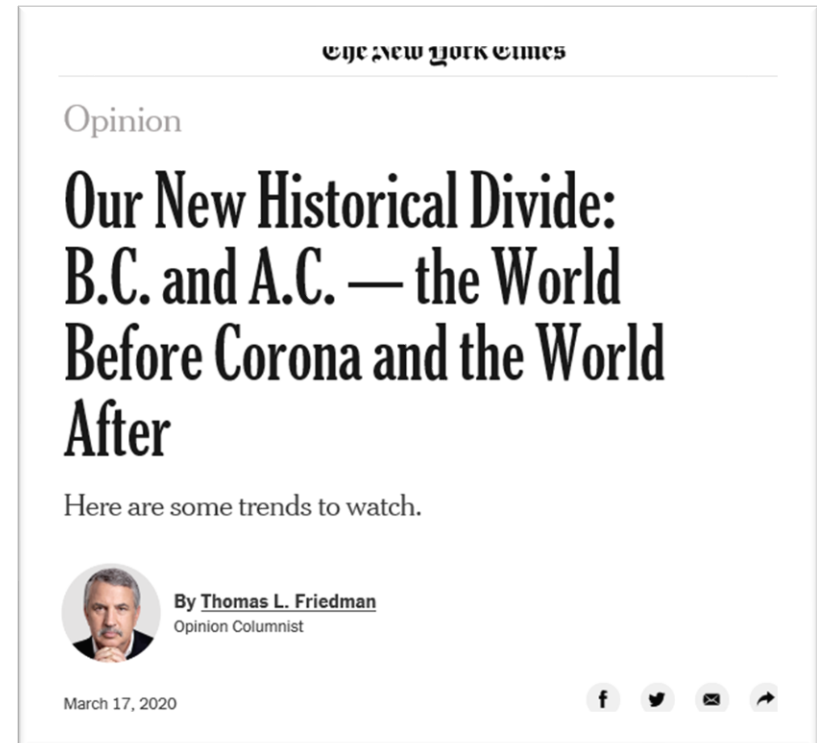 The New York Times
Opinion
Our New Historical Divide:
B.C. and A.C. — the World
Before Corona and the World
After
Here are some trends to watch.
By Thomas L. Friedman
Opinion Columnist
March 17, 2020